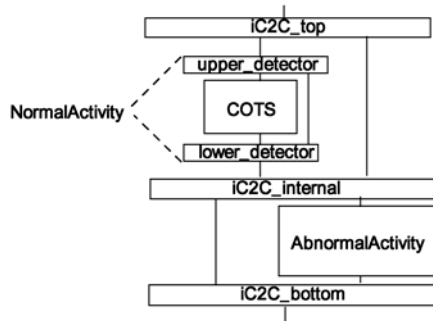 iC2C_top
upper_detector
NormalActivity
COTS
lower_detector
iC2C_internal
AbnormalActivity
iC2C_bottom